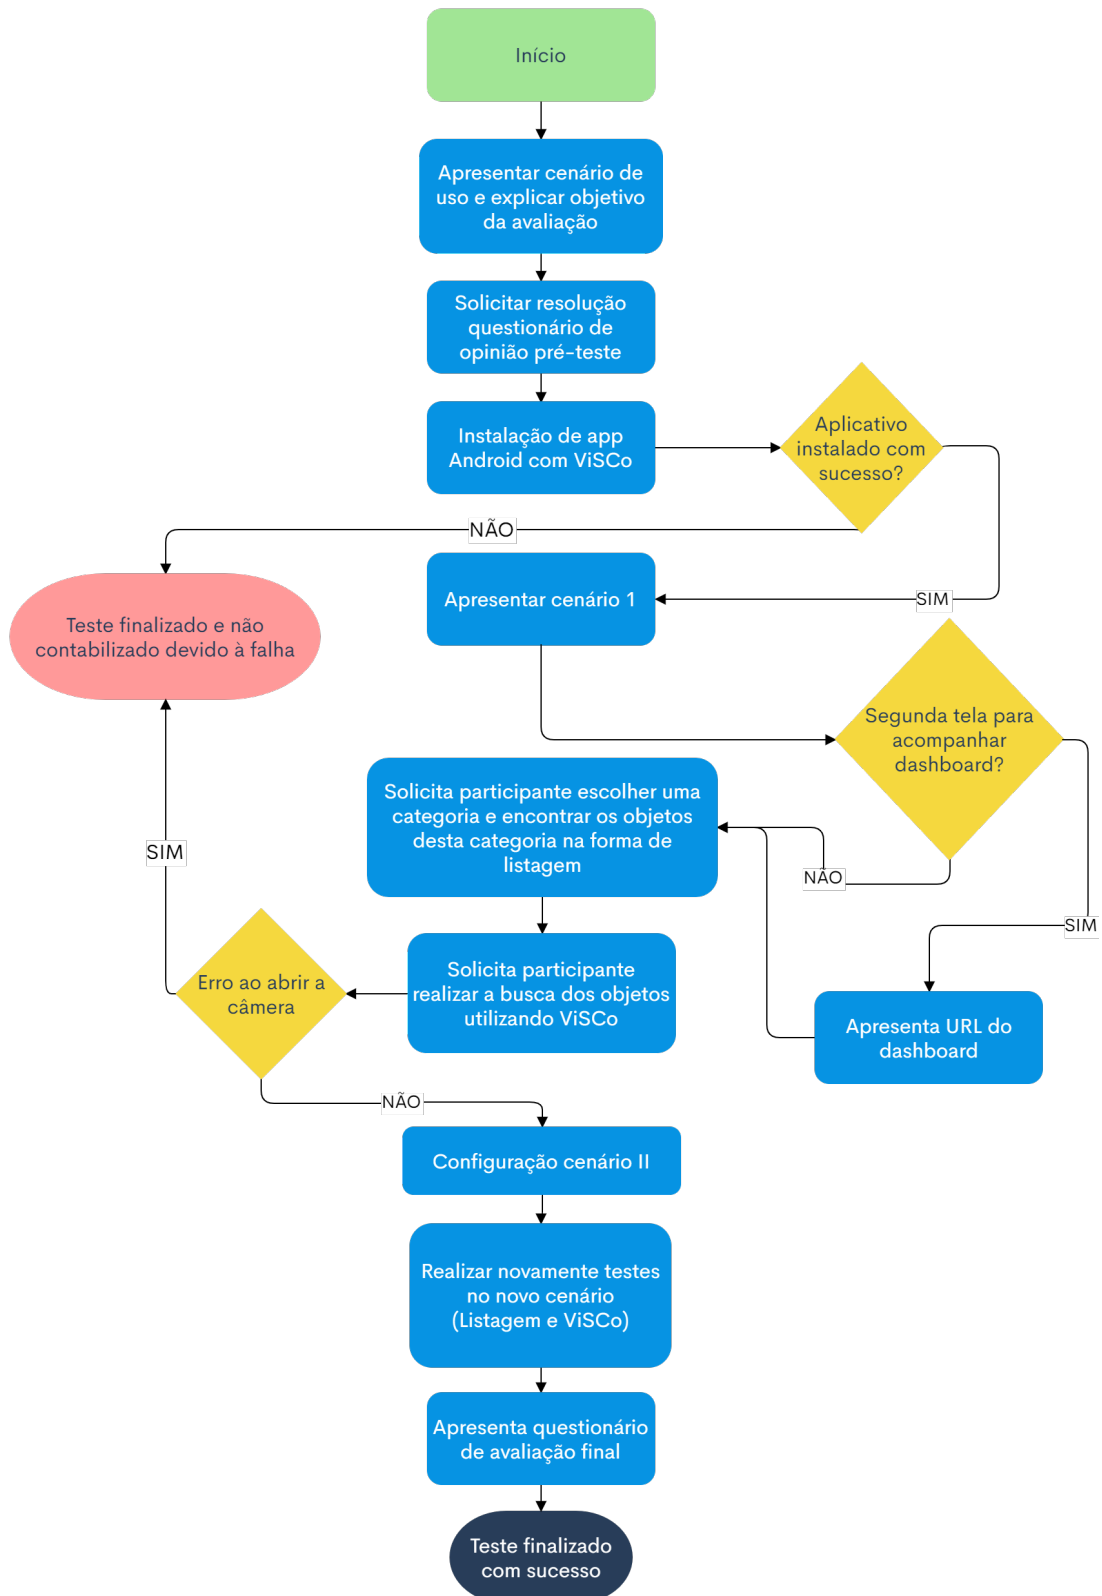 Início
Apresentar cenário de
uso e explicar objetivo
da avaliação
Solicitar resolução
questionário de
opinião pré-teste
Instalação de app
Android com ViSCo
Aplicativo
instalado com
sucesso?
NÃO
SIM
Apresentar cenário 1
Teste finalizado e não
contabilizado devido à falha
Segunda tela para
acompanhar
dashboard?
Solicita participante escolher uma
categoria e encontrar os objetos
desta categoria na forma de
listagem
NÃO
SIM
SIM
Apresenta URL do
dashboard
Solicita participante
realizar a busca dos objetos
utilizando ViSCo
Erro ao abrir a
câmera
NÃO
Configuração cenário II
Realizar novamente testes
no novo cenário
(Listagem e ViSCo)
Apresenta questionário
de avaliação final
Teste finalizado
com sucesso